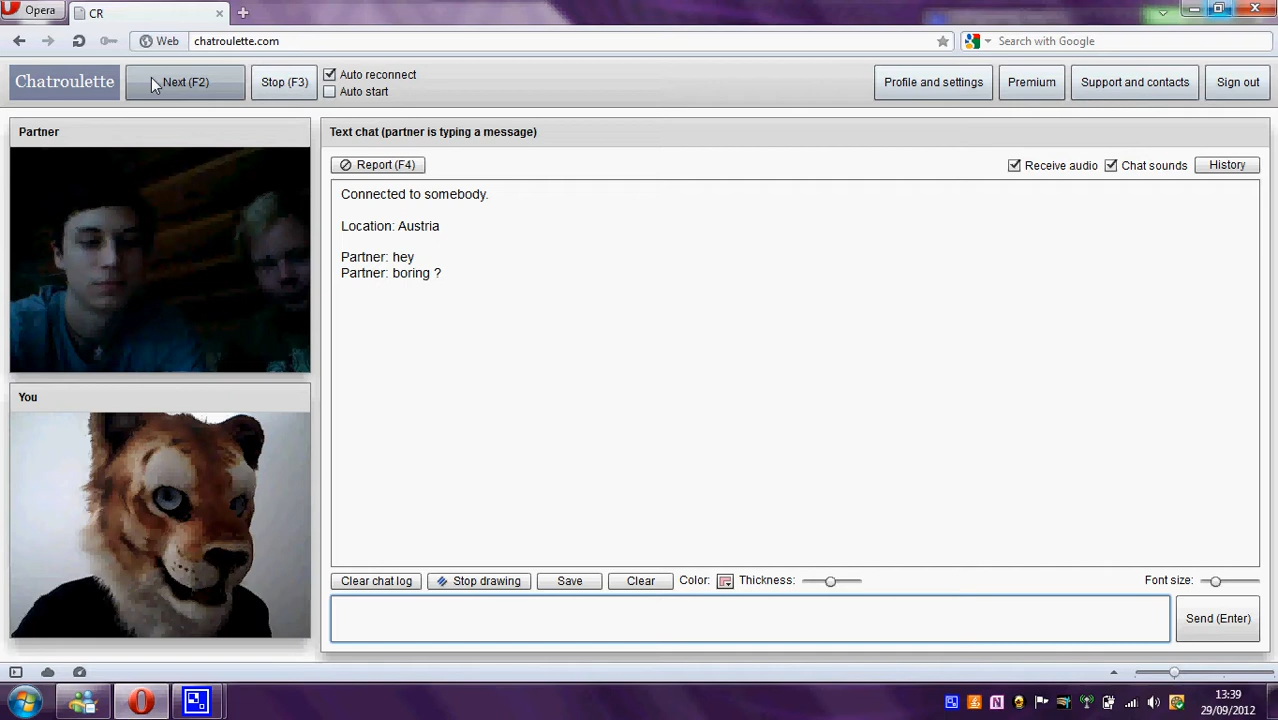 Opera
CR
Web
chatroulette.com
Search with Google
Chatroulette
Next (F2)
Stop (F3)
Auto reconnect
Auto start
Profile and settings
Premium
Support and contacts
Sign out
Partner
Text chat (partner is typing a message)
Report (F4)
Receive audio
Chat sounds
History
Connected to somebody.
Location: Austria
Partner: hey
Partner: boring ?
You
Clear chat log
Stop drawing
Save
Clear
Color:
Thickness:
Font size:
Send (Enter)
13:39
29/09/2012